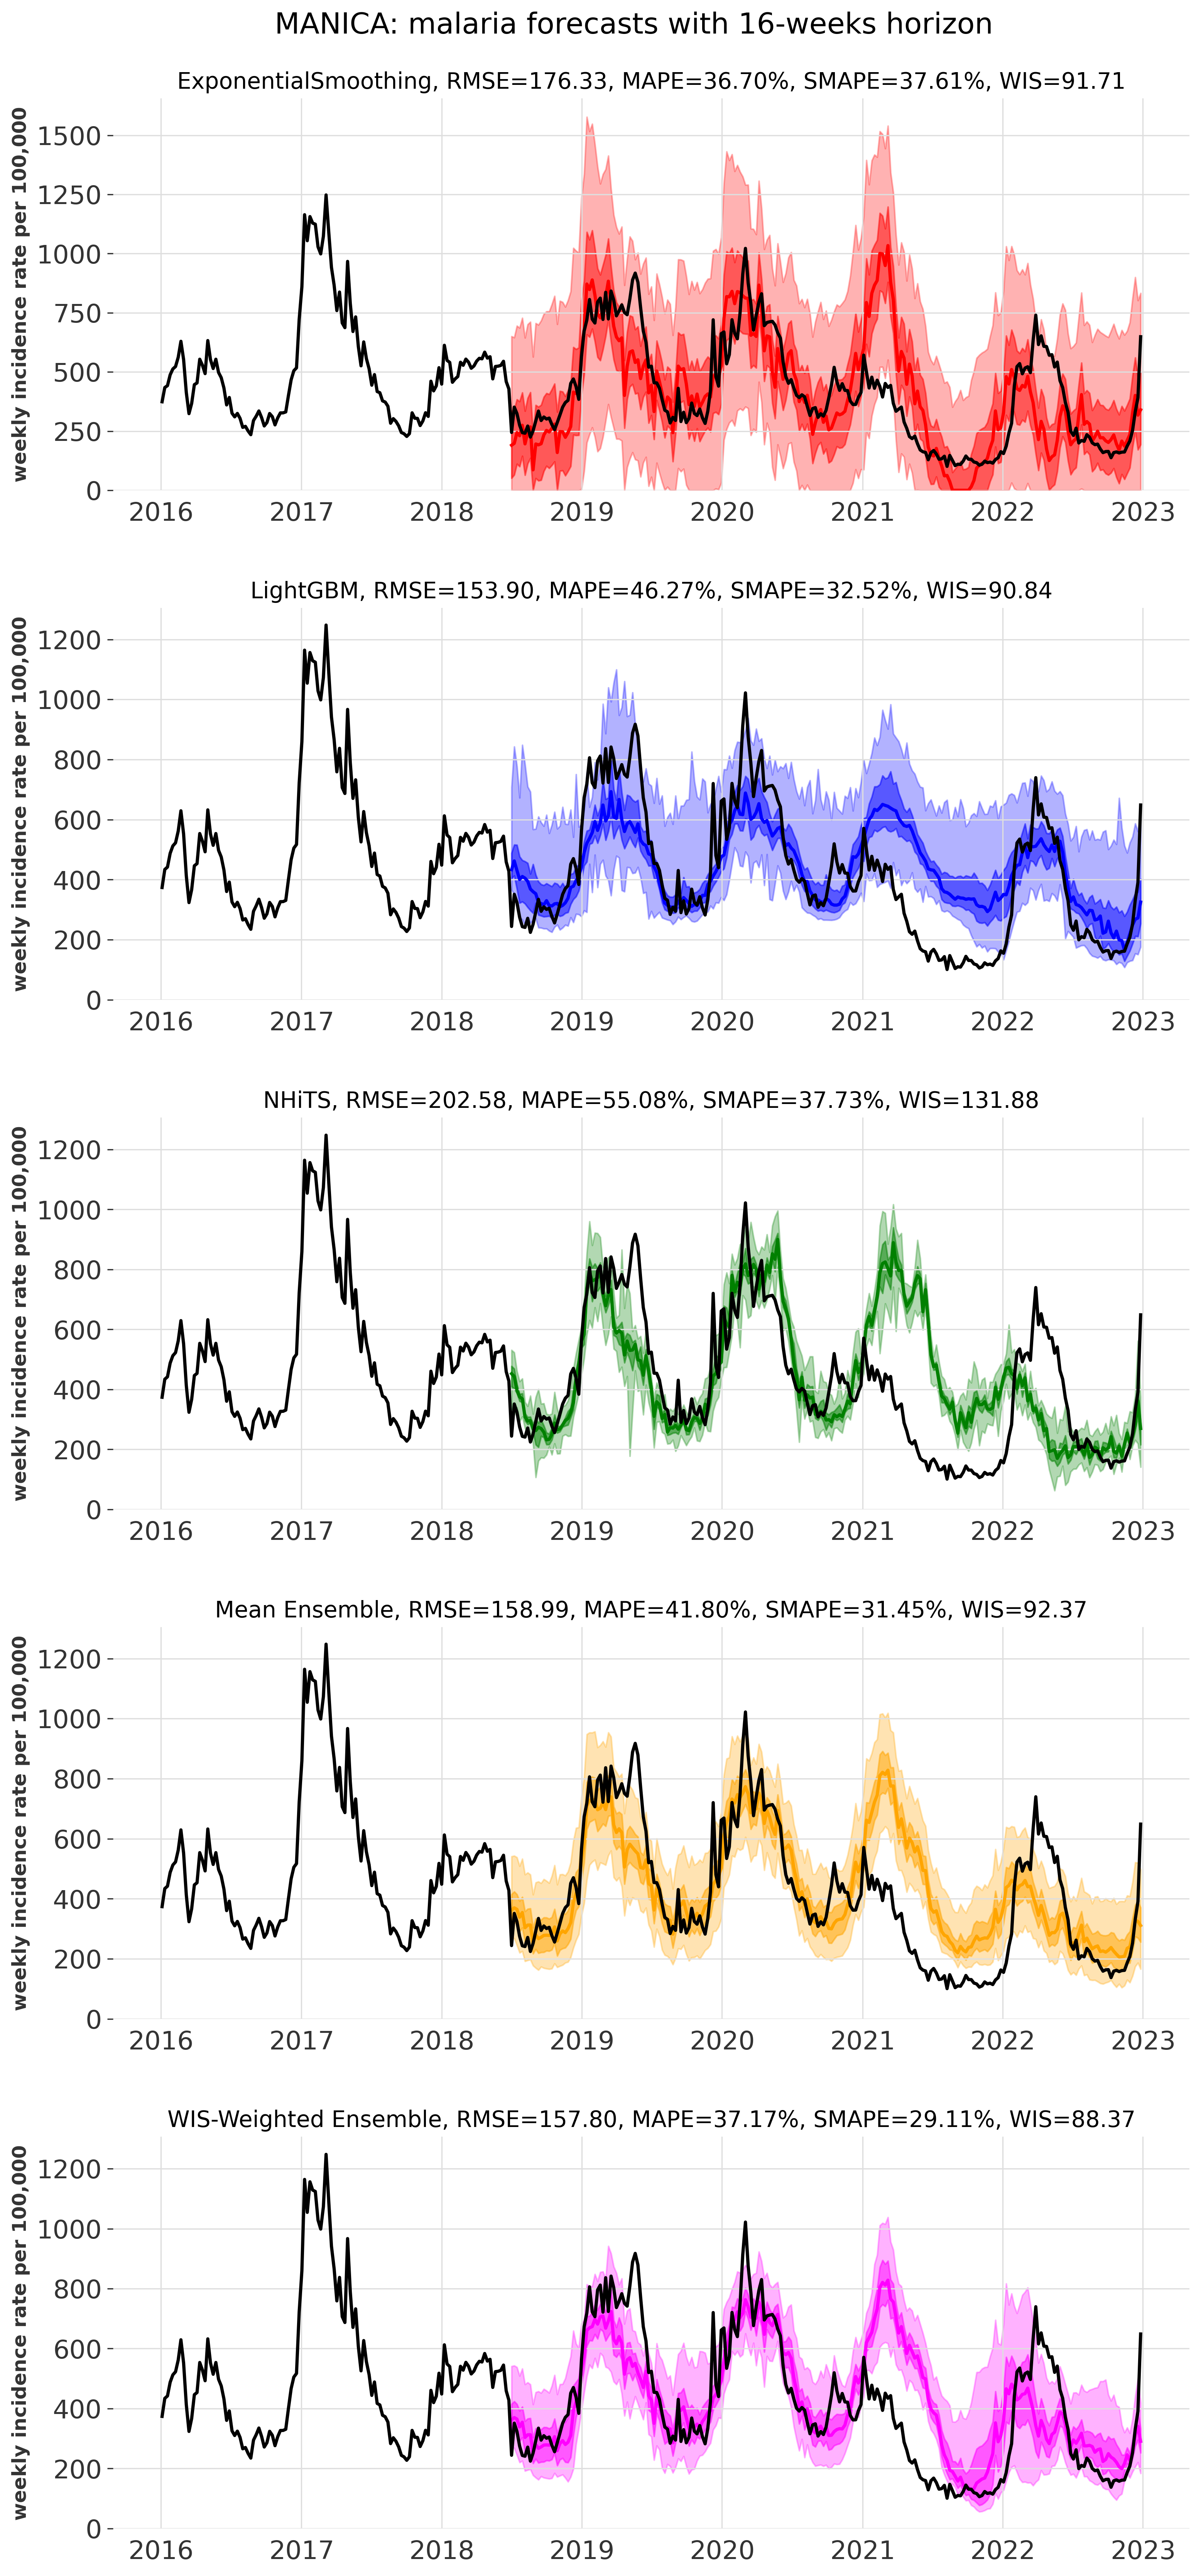 MANICA: malaria forecasts with 16-weeks horizon
ExponentialSmoothing, RMSE=176.33, MAPE=36.70%, SMAPE=37.61%, WIS=91.71
weekly incidence rate per 100,000
1500
1250
1000
750
500
250
0
2016 2017 2018 2019 2020 2021 2022 2023
LightGBM, RMSE=153.90, MAPE=46.27%, SMAPE=32.52%, WIS=90.84
weekly incidence rate per 100,000
1200
1000
800
600
400
200
0
2016 2017 2018 2019 2020 2021 2022 2023
NHiTS, RMSE=202.58, MAPE=55.08%, SMAPE=37.73%, WIS=131.88
weekly incidence rate per 100,000
1200
1000
800
600
400
200
0
2016 2017 2018 2019 2020 2021 2022 2023
Mean Ensemble, RMSE=158.99, MAPE=41.80%, SMAPE=31.45%, WIS=92.37
weekly incidence rate per 100,000
1200
1000
800
600
400
200
0
2016 2017 2018 2019 2020 2021 2022 2023
WIS-Weighted Ensemble, RMSE=157.80, MAPE=37.17%, SMAPE=29.11%, WIS=88.37
weekly incidence rate per 100,000
1200
1000
800
600
400
200
0
2016 2017 2018 2019 2020 2021 2022 2023